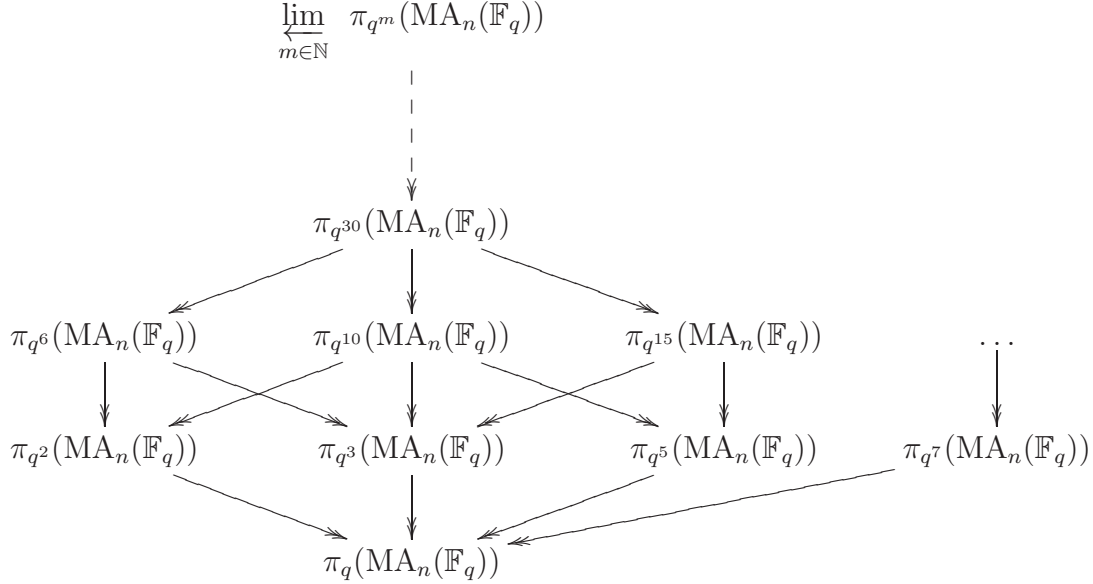 lim π_{q^m}(MA_n(𝔽_q))
m∈ℕ
π_{q^{30}}(MA_n(𝔽_q))
π_{q^6}(MA_n(𝔽_q)) π_{q^{10}}(MA_n(𝔽_q)) π_{q^{15}}(MA_n(𝔽_q)) ...
π_{q^2}(MA_n(𝔽_q)) π_{q^3}(MA_n(𝔽_q)) π_{q^5}(MA_n(𝔽_q)) π_{q^7}(MA_n(𝔽_q))
π_q(MA_n(𝔽_q))